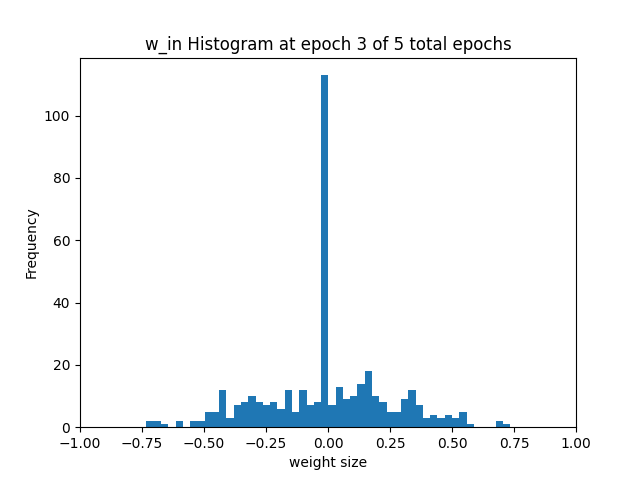 w_in Histogram at epoch 3 of 5 total epochs
Frequency
100
80
60
40
20
0
−1.00 −0.75 −0.50 −0.25 0.00 0.25 0.50 0.75 1.00
weight size